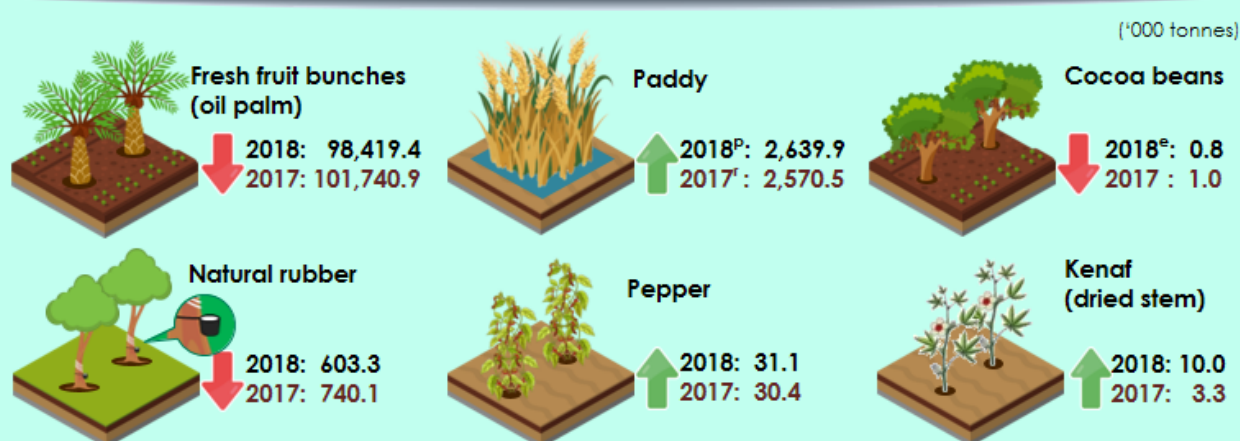 ('000 tonnes)
Fresh fruit bunches
(oil palm)
2018: 98,419.4
2017: 101,740.9
Paddy
2018ᵖ: 2,639.9
2017ʳ : 2,570.5
Cocoa beans
2018ᵉ: 0.8
2017 : 1.0
Natural rubber
2018: 603.3
2017: 740.1
Pepper
2018: 31.1
2017: 30.4
Kenaf
(dried stem)
2018: 10.0
2017: 3.3